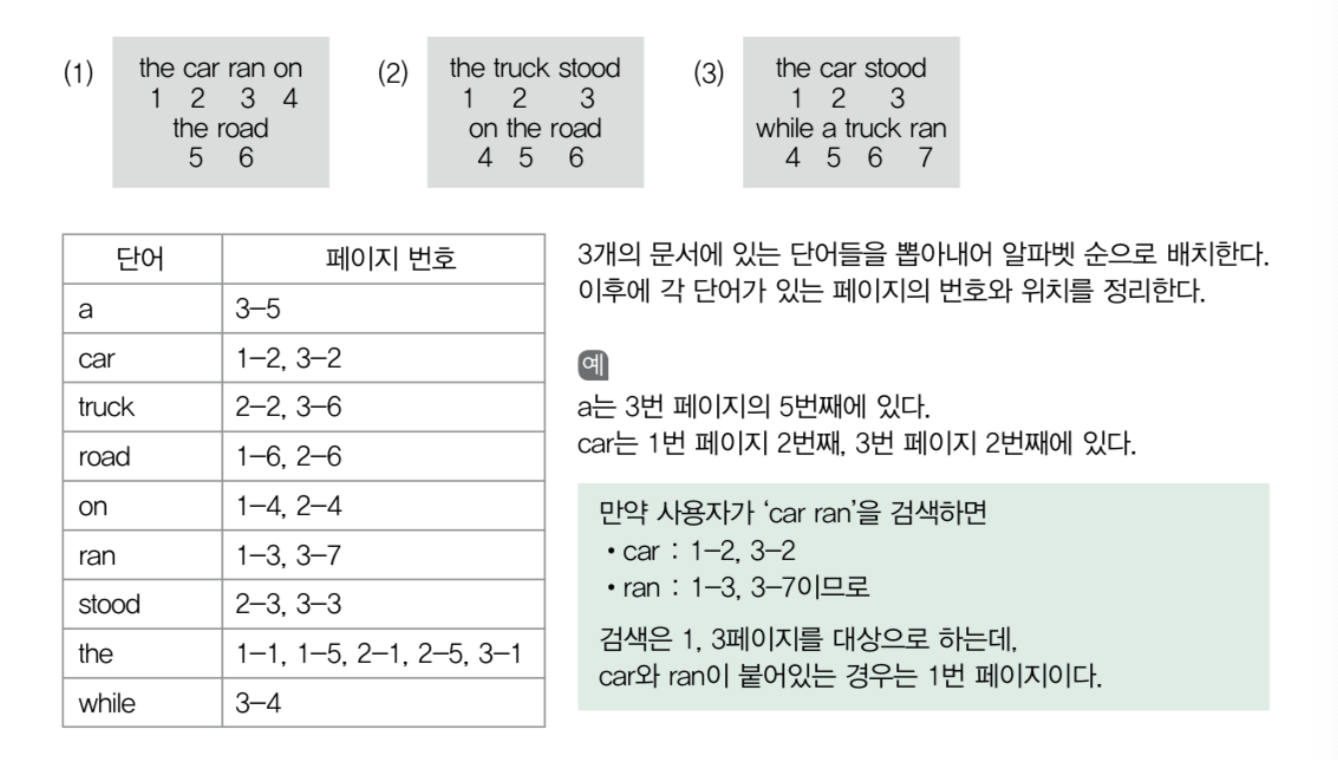 (1) the car ran on
1 2 3 4
the road
5 6
(2) the truck stood
1 2 3
on the road
4 5 6
(3) the car stood
1 2 3
while a truck ran
4 5 6 7
단어 페이지 번호
a 3–5
car 1–2, 3–2
truck 2–2, 3–6
road 1–6, 2–6
on 1–4, 2–4
ran 1–3, 3–7
stood 2–3, 3–3
the 1–1, 1–5, 2–1, 2–5, 3–1
while 3–4
3개의 문서에 있는 단어들을 뽑아내어 알파벳 순으로 배치한다.
이후에 각 단어가 있는 페이지의 번호와 위치를 정리한다.
예
a는 3번 페이지의 5번째에 있다.
car는 1번 페이지 2번째, 3번 페이지 2번째에 있다.
만약 사용자가 ‘car ran’을 검색하면
• car : 1–2, 3–2
• ran : 1–3, 3–7이므로
검색은 1, 3페이지를 대상으로 하는데,
car와 ran이 붙어있는 경우는 1번 페이지이다.